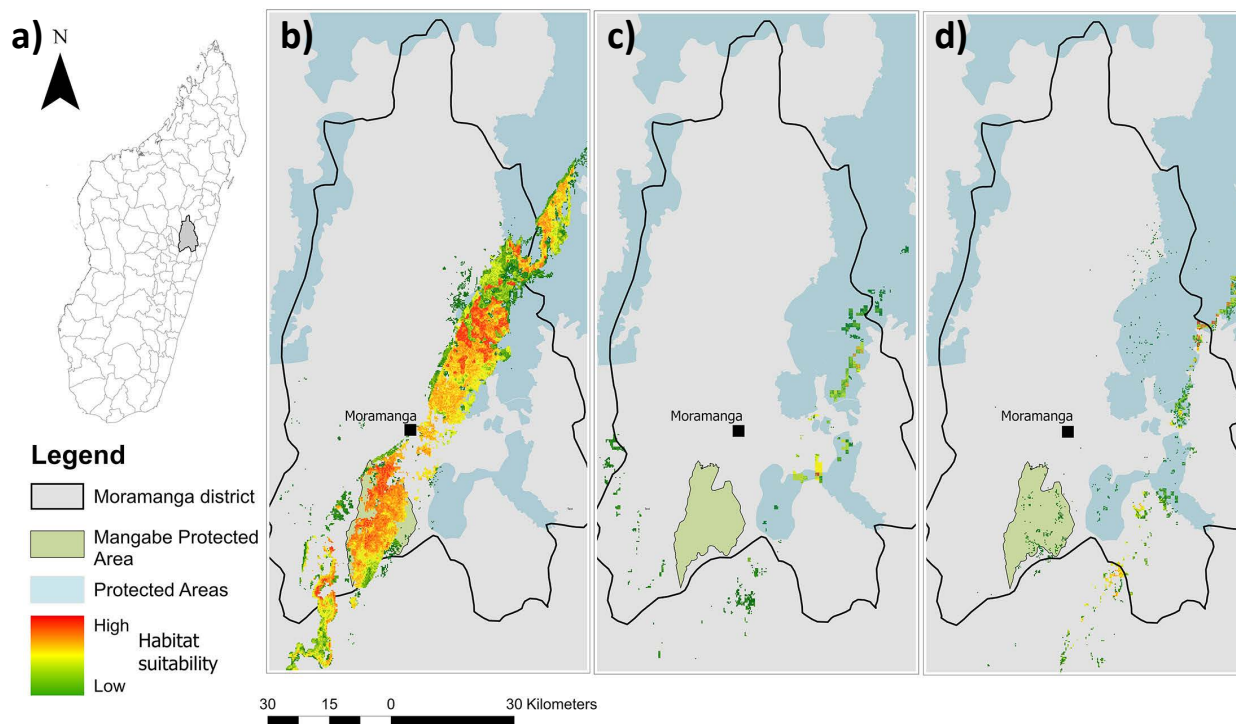 a)
N
b)
c)
d)
Moramanga
Moramanga
Moramanga
Legend
Moramanga district
Mangabe Protected
Area
Protected Areas
High
Habitat
suitability
Low
30 15 0 30 Kilometers